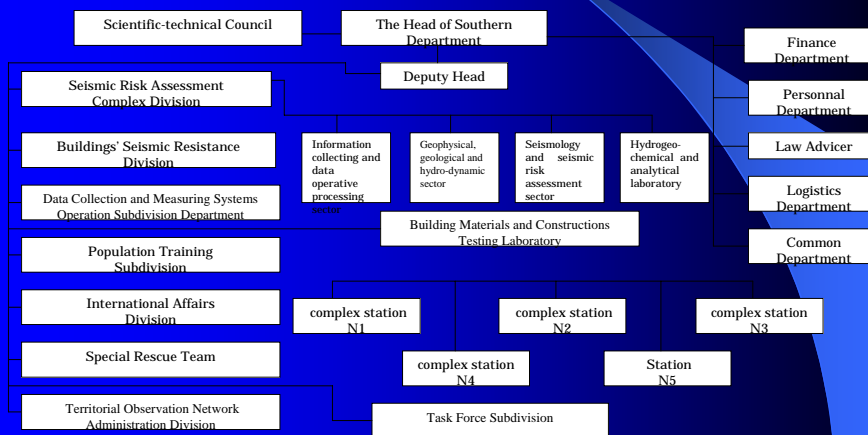 Scientific-technical Council
The Head of Southern
Department
Finance
Department
Deputy Head
Seismic Risk Assessment
Complex Division
Personnal
Department
Buildings' Seismic Resistance
Division
Information
collecting and
data
operative
processing
sector
Geophysical,
geological and
hydro-dynamic
sector
Seismology
and seismic
risk
assessment
sector
Hydrogeo-
chemical and
analytical
laboratory
Law Advicer
Data Collection and Measuring Systems
Operation Subdivision Department
Logistics
Department
Building Materials and Constructions
Testing Laboratory
Population Training
Subdivision
Common
Department
International Affairs
Division
complex station
N1
complex station
N2
complex station
N3
Special Rescue Team
complex station
N4
Station
N5
Territorial Observation Network
Administration Division
Task Force Subdivision